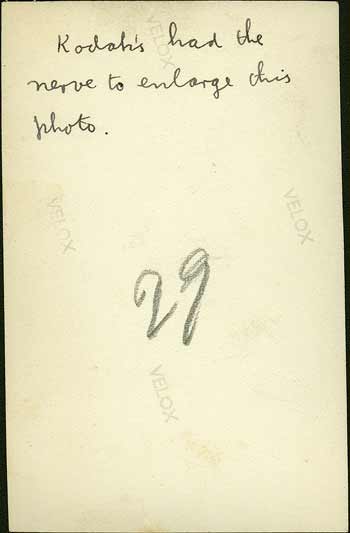 Kodak's had the
nerve to enlarge this
photo.
VELOX
VELOX
VELOX
29
VELOX